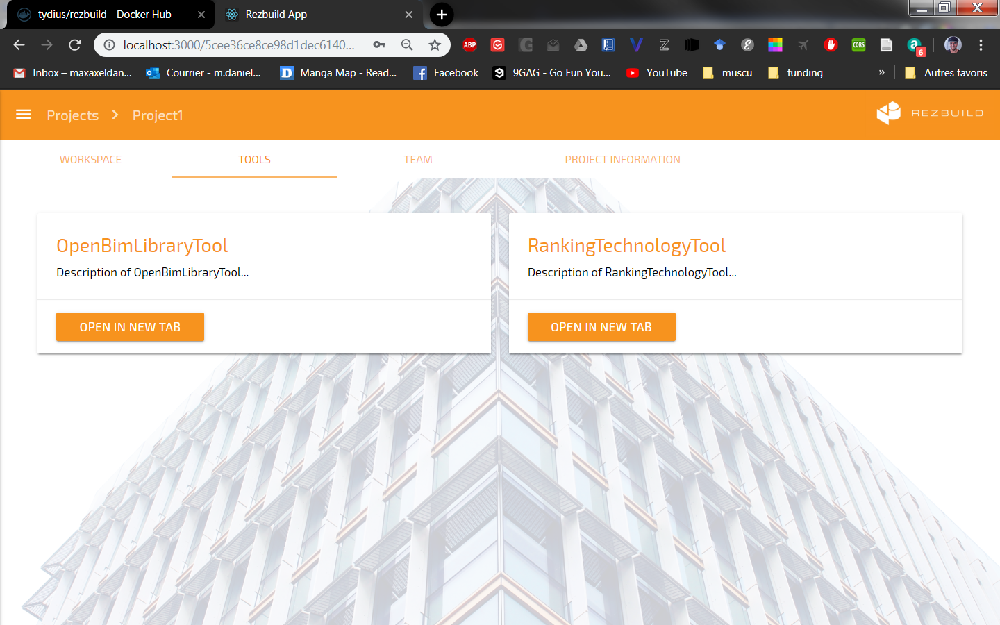 tydius/rezbuild - Docker Hub
Rezbuild App
localhost:3000/5cee36ce8ce98d1dec6140...
ABP
CORS
6
Inbox – maxaxeldan...
Courrier - m.daniel...
Manga Map - Read...
Facebook
9GAG - Go Fun You...
YouTube
muscu
funding
»
Autres favoris
Projects
Project1
REZBUILD
WORKSPACE
TOOLS
TEAM
PROJECT INFORMATION
OpenBimLibraryTool
Description of OpenBimLibraryTool...
OPEN IN NEW TAB
RankingTechnologyTool
Description of RankingTechnologyTool...
OPEN IN NEW TAB